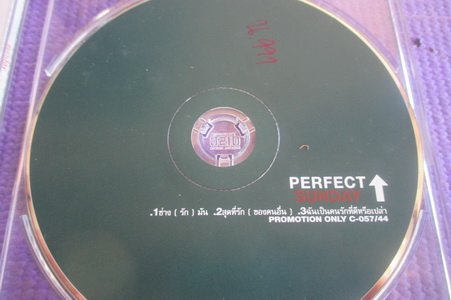 PERFECT
SUNDAY
.1ช่าง ( รัก ) มัน .2สุดที่รัก ( ของคนอื่น ) .3ฉันเป็นคนรักที่ดีหรือเปล่า
PROMOTION ONLY C-057/44